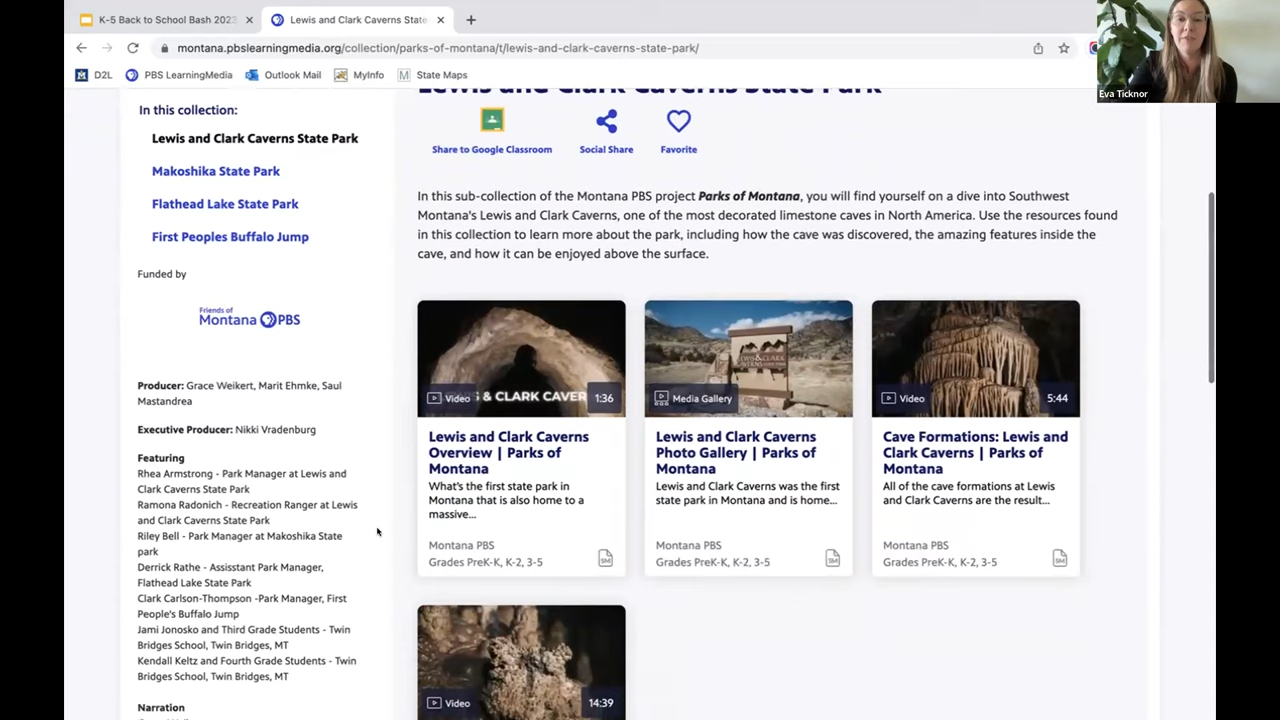 K-5 Back to School Bash 2023
Lewis and Clark Caverns State
montana.pbslearningmedia.org/collection/parks-of-montana/t/lewis-and-clark-caverns-state-park/
D2L
PBS LearningMedia
Outlook Mail
MyInfo
State Maps
Eva Ticknor
In this collection:
Lewis and Clark Caverns State Park
Makoshika State Park
Flathead Lake State Park
First Peoples Buffalo Jump
Funded by
Friends of
Montana PBS
Producer: Grace Weikert, Marit Ehmke, Saul
Mastandrea
Executive Producer: Nikki Vradenburg
Featuring
Rhea Armstrong - Park Manager at Lewis and
Clark Caverns State Park
Ramona Radonich - Recreation Ranger at Lewis
and Clark Caverns State Park
Riley Bell - Park Manager at Makoshika State
park
Derrick Rathe - Assisstant Park Manager,
Flathead Lake State Park
Clark Carlson-Thompson -Park Manager, First
People's Buffalo Jump
Jami Jonosko and Third Grade Students - Twin
Bridges School, Twin Bridges, MT
Kendall Keltz and Fourth Grade Students - Twin
Bridges School, Twin Bridges, MT
Narration
Lewis and Clark Caverns State Park
Share to Google Classroom
Social Share
Favorite
In this sub-collection of the Montana PBS project Parks of Montana, you will find yourself on a dive into Southwest
Montana's Lewis and Clark Caverns, one of the most decorated limestone caves in North America. Use the resources found
in this collection to learn more about the park, including how the cave was discovered, the amazing features inside the
cave, and how it can be enjoyed above the surface.
Video
S & CLARK CAVER
1:36
Lewis and Clark Caverns
Overview | Parks of
Montana
What's the first state park in
Montana that is also home to a
massive...
Montana PBS
Grades PreK-K, K-2, 3-5
SM
LEWIS & CLARK
CAVERNS
Media Gallery
Lewis and Clark Caverns
Photo Gallery | Parks of
Montana
Lewis and Clark Caverns was the first
state park in Montana and is home...
Montana PBS
Grades PreK-K, K-2, 3-5
SM
Video
5:44
Cave Formations: Lewis and
Clark Caverns | Parks of
Montana
All of the cave formations at Lewis
and Clark Caverns are the result...
Montana PBS
Grades PreK-K, K-2, 3-5
SM
Video
14:39